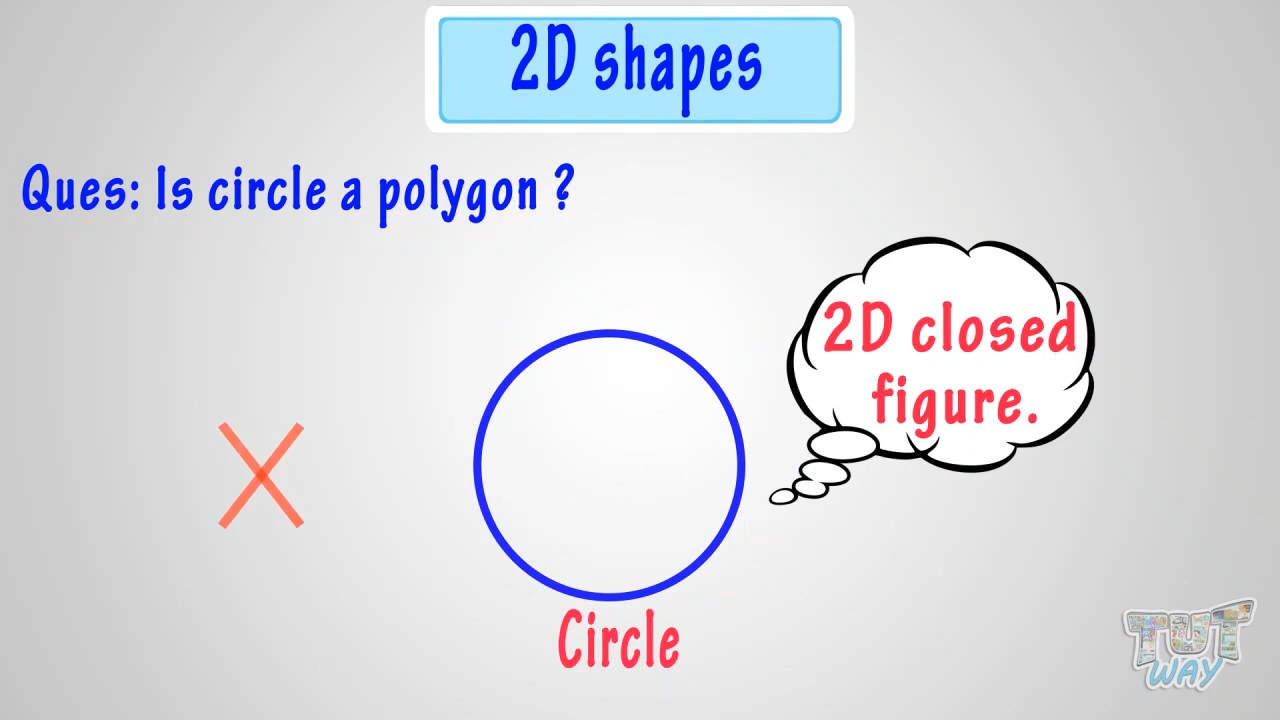 2D shapes
Ques: Is circle a polygon ?
2D closed
figure.
Circle
TUT
WAY